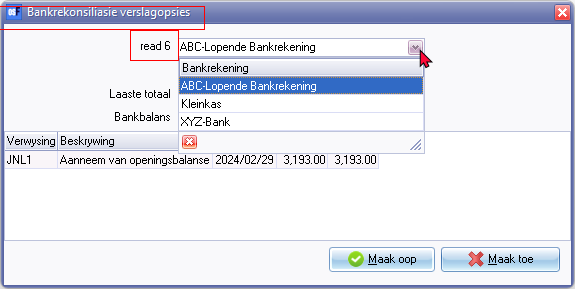 Bankrekonsiliasie verslagopsies
read 6 ABC-Lopende Bankrekening
Bankrekening
ABC-Lopende Bankrekening
Laaste totaal
Kleinkas
Bankbalans
XYZ-Bank
Verwysing Beskrywing
JNL1 Aanneem van openingsbalanse 2024/02/29 3,193.00 3,193.00
Maak oop Maak toe